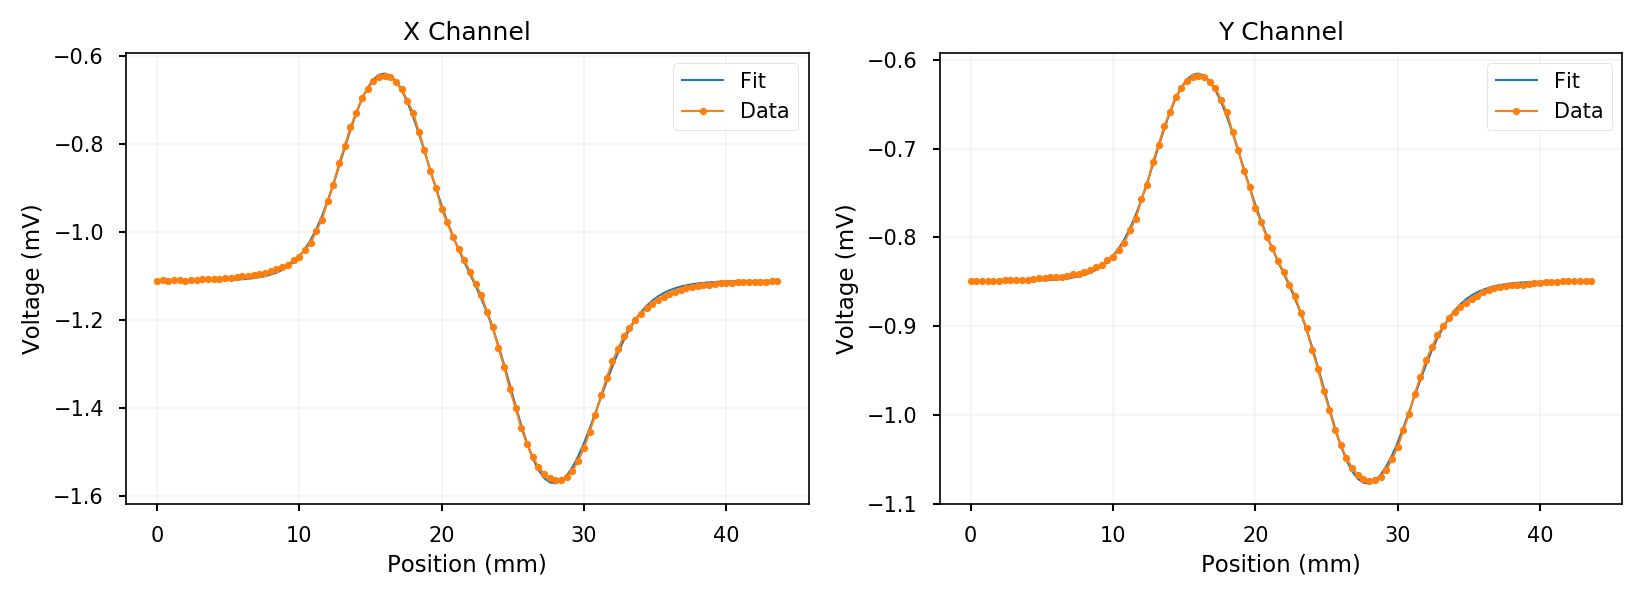 X Channel
−0.6
−0.8
−1.0
−1.2
−1.4
−1.6
Voltage (mV)
0 10 20 30 40
Position (mm)
Fit
Data
Y Channel
−0.6
−0.7
−0.8
−0.9
−1.0
−1.1
Voltage (mV)
0 10 20 30 40
Position (mm)
Fit
Data